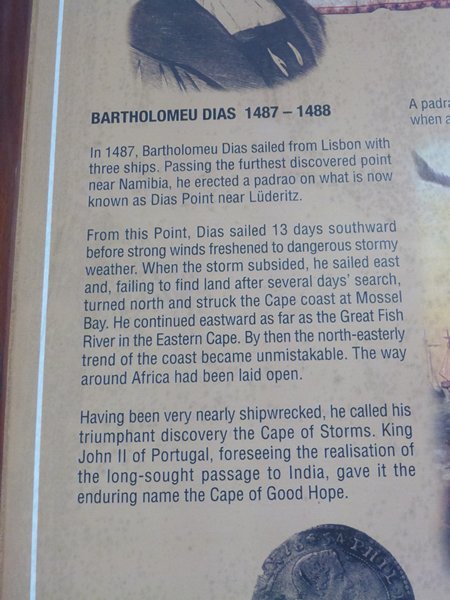 BARTHOLOMEU DIAS 1487 – 1488
In 1487, Bartholomeu Dias sailed from Lisbon with
three ships. Passing the furthest discovered point
near Namibia, he erected a padrao on what is now
known as Dias Point near Lüderitz.
From this Point, Dias sailed 13 days southward
before strong winds freshened to dangerous stormy
weather. When the storm subsided, he sailed east
and, failing to find land after several days' search,
turned north and struck the Cape coast at Mossel
Bay. He continued eastward as far as the Great Fish
River in the Eastern Cape. By then the north-easterly
trend of the coast became unmistakable. The way
around Africa had been laid open.
Having been very nearly shipwrecked, he called his
triumphant discovery the Cape of Storms. King
John II of Portugal, foreseeing the realisation of
the long-sought passage to India, gave it the
enduring name the Cape of Good Hope.
A
when